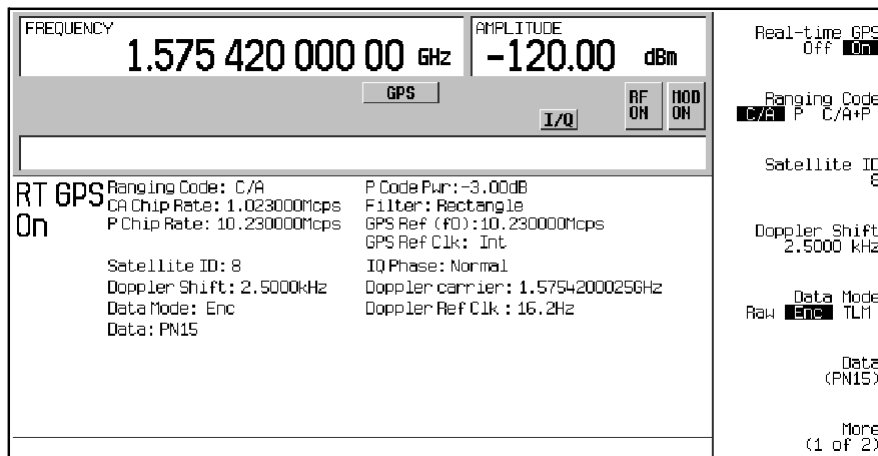 FREQUENCY
1.575 420 000 00 GHz
AMPLITUDE
-120.00 dBm
GPS
I/Q
RF ON
MOD ON
RT GPS On
Ranging Code: C/A
CA Chip Rate: 1.023000Mcps
P Chip Rate: 10.230000Mcps
P Code Pwr:-3.00dB
Filter: Rectangle
GPS Ref (f0):10.230000Mcps
GPS Ref Clk: Int
Satellite ID: 8
Doppler Shift: 2.5000kHz
Data Mode: Enc
Data: PN15
IQ Phase: Normal
Doppler carrier: 1.5754200025GHz
Doppler Ref Clk : 16.2Hz
Real-time GPS
Off On
Ranging Code
C/A P C/A+P
Satellite ID
8
Doppler Shift
2.5000 kHz
Data Mode
Raw Enc TLM
Data
(PN15)
More
(1 of 2)